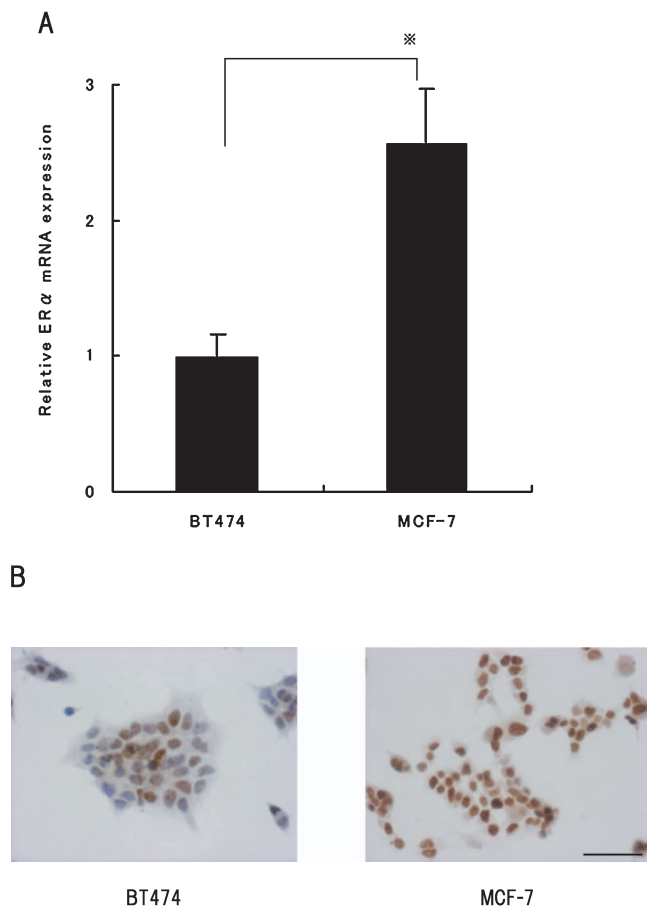 A
※
3
2
1
0
Relative ERα mRNA expression
BT474
MCF-7
B
BT474
MCF-7